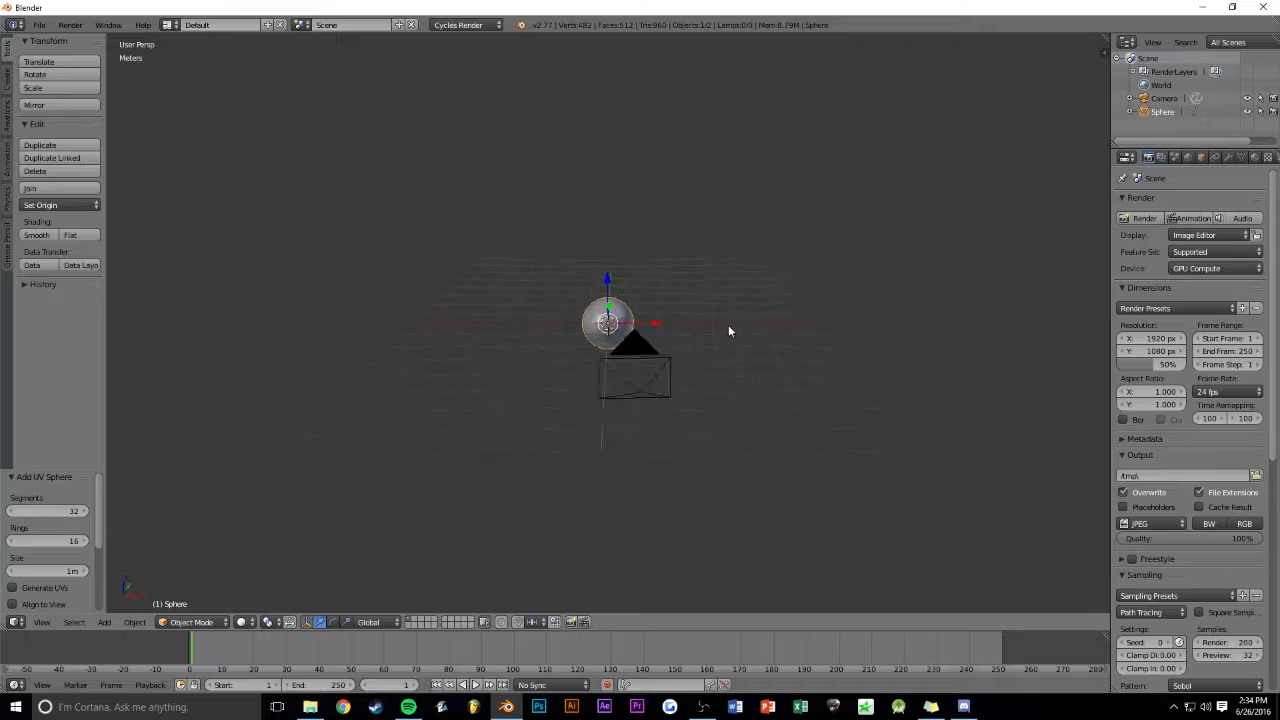 Blender
File Render Window Help Default Scene Cycles Render v2.77 | Verts:482 | Faces:512 | Tris:960 | Objects:1/2 | Lamps:0/0 | Mem:8.79M | Sphere
Transform
Translate
Rotate
Scale
Mirror
Edit
Duplicate
Duplicate Linked
Delete
Join
Set Origin
Shading:
Smooth Flat
Data Transfer:
Data Data Layo
History
Tools
Create
Relations
Animation
Physics
Grease Pencil
Add UV Sphere
Segments
32
Rings
16
Size
1m
Generate UVs
Align to View
User Persp
Meters
(1) Sphere
View Select Add Object Object Mode Global
View Search All Scenes
Scene
RenderLayers
World
Camera
Sphere
Scene
Render
Render Animation Audio
Display: Image Editor
Feature Set: Supported
Device: GPU Compute
Dimensions
Render Presets
Resolution: Frame Range:
X: 1920 px Start Frame: 1
Y: 1080 px End Fram: 250
50% Frame Step: 1
Aspect Ratio: Frame Rate:
X: 1.000 24 fps
Y: 1.000 Time Remapping:
Bor Cro 100 100
Metadata
Output
/tmp\
Overwrite File Extensions
Placeholders Cache Result
JPEG BW RGB
Quality: 100%
Freestyle
Sampling
Sampling Presets
Path Tracing Square Sampl...
Settings: Samples:
Seed: 0 Render: 200
Clamp Di:0.00 Preview: 32
Clamp In: 0.00
Pattern: Sobol
-50 -40 -30 -20 -10 0 10 20 30 40 50 60 70 80 90 100 110 120 130 140 150 160 170 180 190 200 210 220 230 240 250 260 270 280
View Marker Frame Playback Start: 1 End: 250 1 No Sync
I'm Cortana. Ask me anything.
2:34 PM
6/26/2016